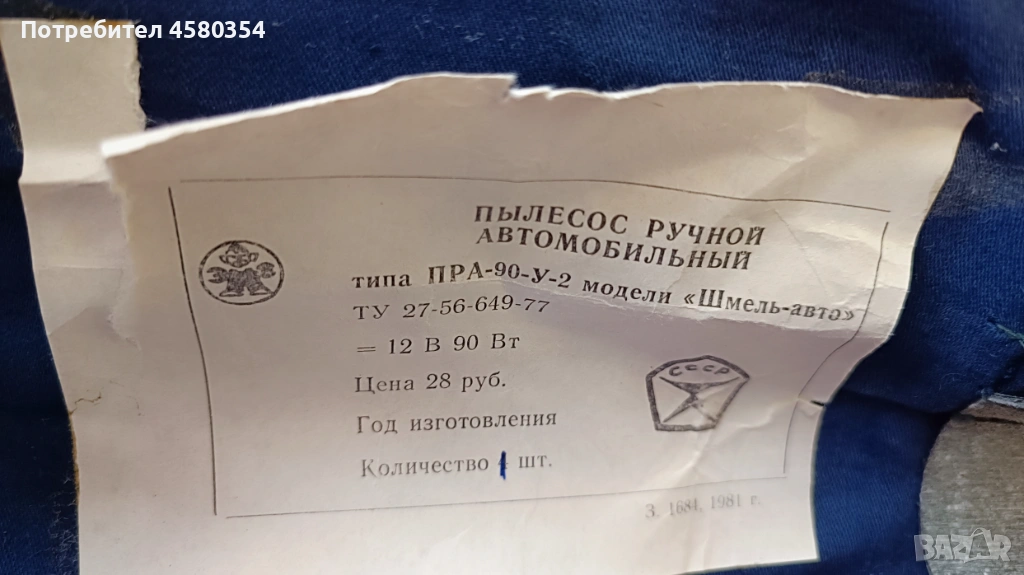 Потребител 4580354
ПЫЛЕСОС РУЧНОЙ
АВТОМОБИЛЬНЫЙ
типа ПРА-90-У-2 модели «Шмель-авто»
ТУ 27-56-649-77
= 12 В 90 Вт
Цена 28 руб.
СССР
Год изготовления
Количество шт.
З. 1684, 1981 г.
BAZAR